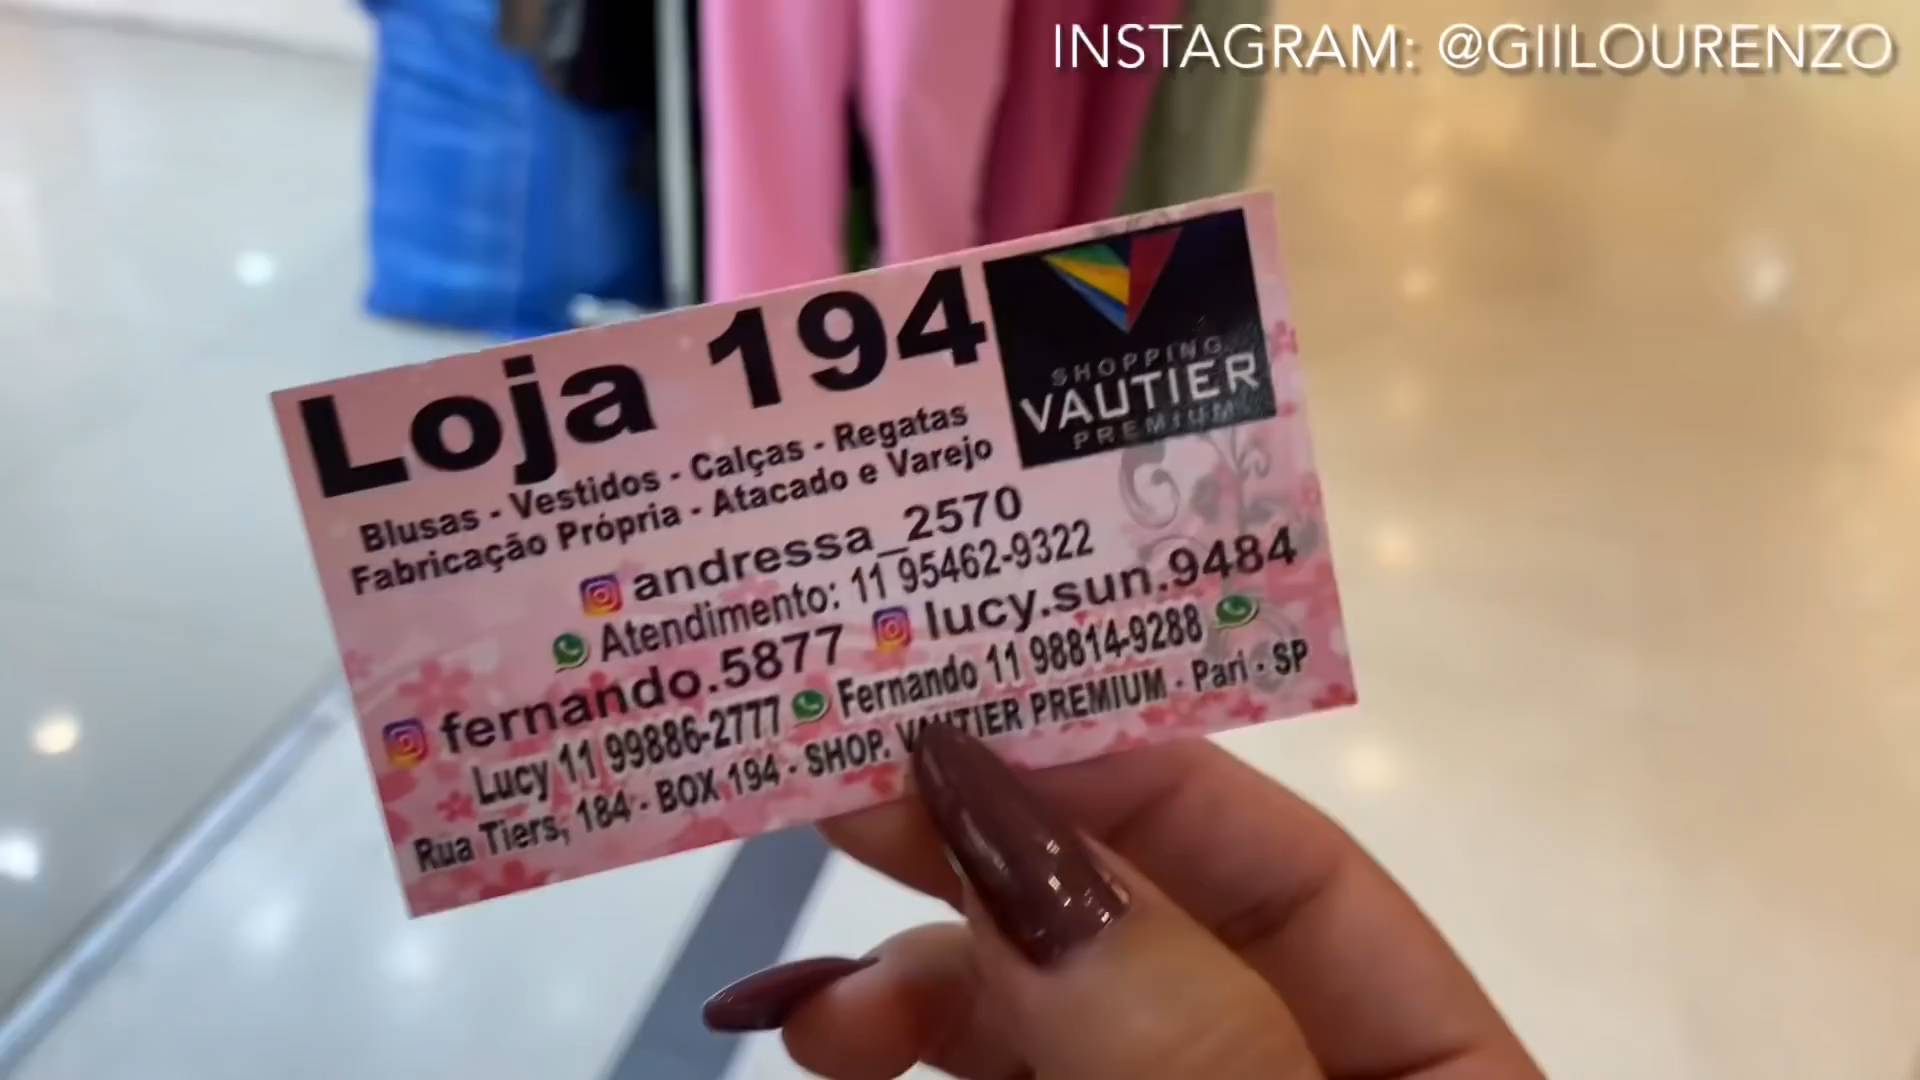 INSTAGRAM: @GIILOURENZO
Loja 194
SHOPPING
VAUTIER
PREMIUM
Blusas - Vestidos - Calças - Regatas
Fabricação Própria - Atacado e Varejo
andressa_2570
Atendimento: 11 95462-9322
fernando.5877 lucy.sun.9484
Lucy 11 99886-2777 Fernando 11 98814-9288
Rua Tiers, 184 - BOX 194 - SHOP. VAUTIER PREMIUM - Pari - SP